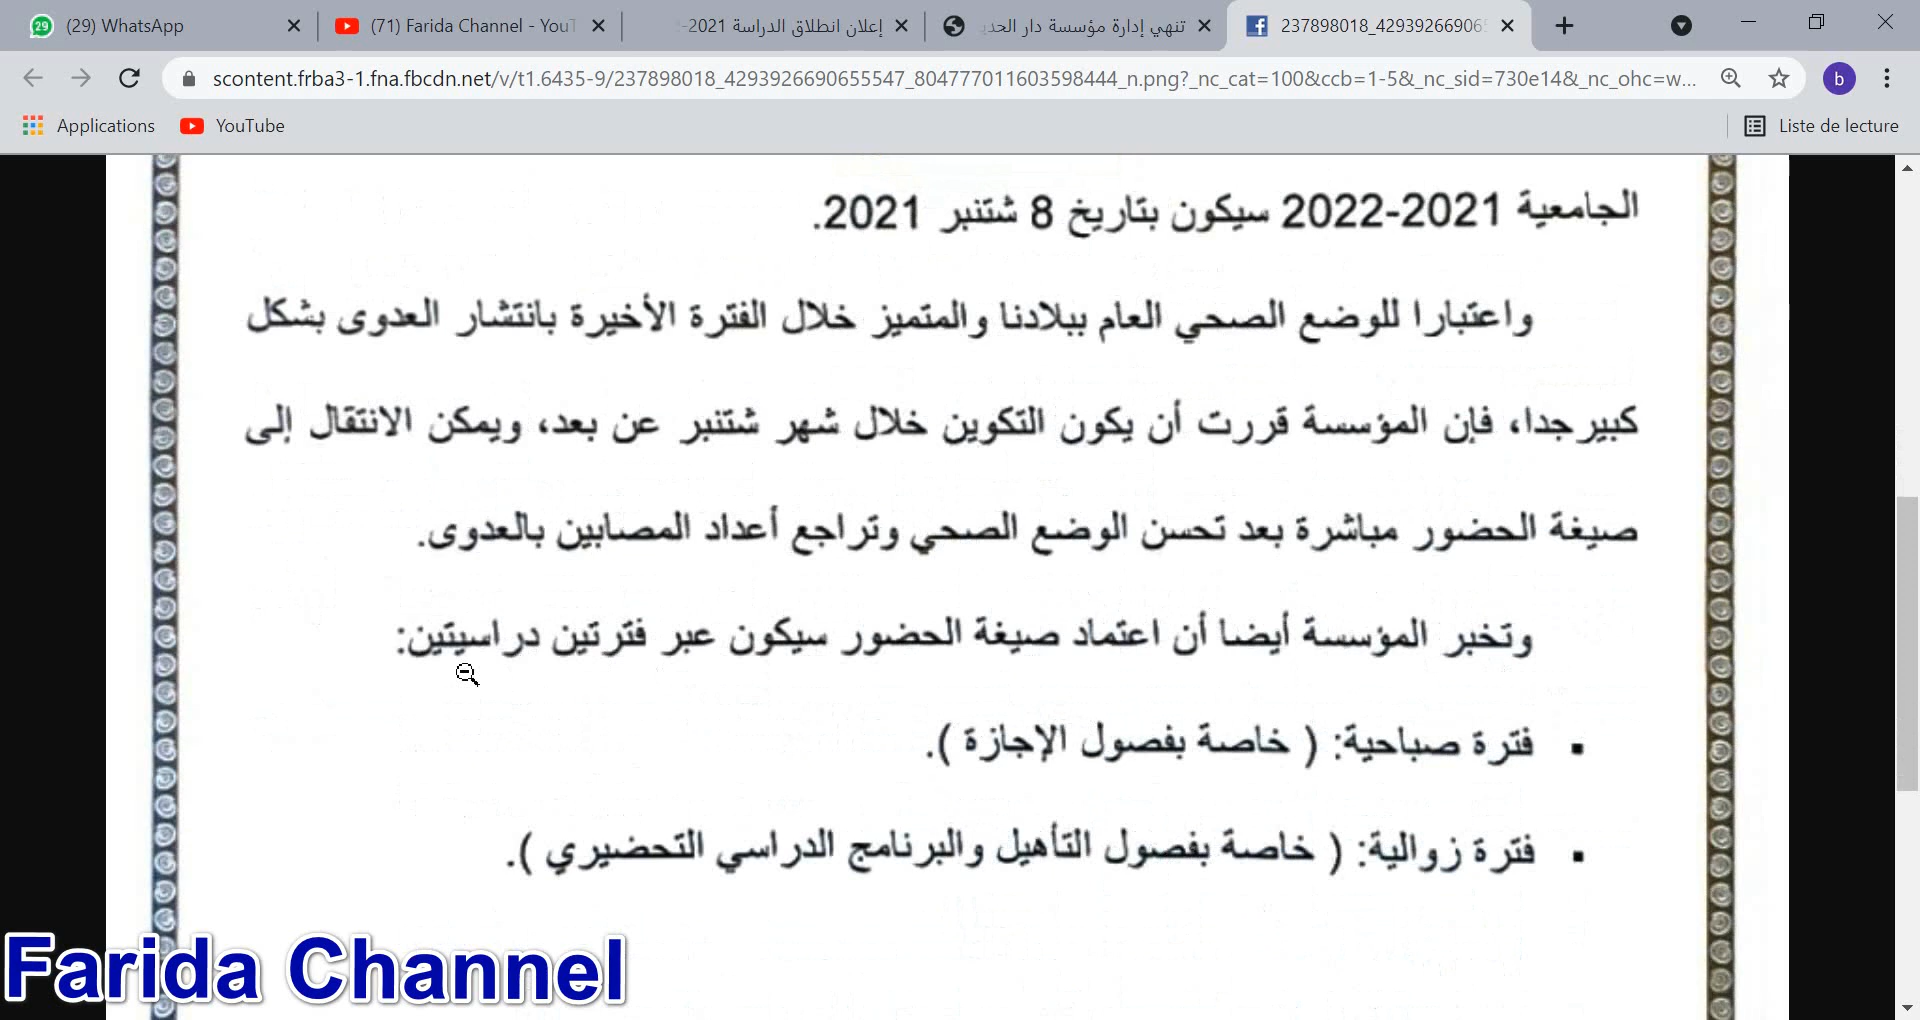 (29) WhatsApp
(71) Farida Channel - YouT
إعلان انطلاق الدراسة 2021-
تنهي إدارة مؤسسة دار الحدي
237898018_42939266906
scontent.frba3-1.fna.fbcdn.net/v/t1.6435-9/237898018_4293926690655547_804777011603598444_n.png?_nc_cat=100&ccb=1-5&_nc_sid=730e14&_nc_ohc=w...
b
Applications
YouTube
Liste de lecture
الجامعية 2021-2022 سيكون بتاريخ 8 شتنبر 2021.
واعتبارا للوضع الصحي العام ببلادنا والمتميز خلال الفترة الأخيرة بانتشار العدوى بشكل
كبير جدا، فإن المؤسسة قررت أن يكون التكوين خلال شهر شتنبر عن بعد، ويمكن الانتقال إلى
صيغة الحضور مباشرة بعد تحسن الوضع الصحي وتراجع أعداد المصابين بالعدوى.
وتخبر المؤسسة أيضا أن اعتماد صيغة الحضور سيكون عبر فترتين دراسيتين:
▪ فترة صباحية: ( خاصة بفصول الإجازة ).
▪ فترة زوالية: ( خاصة بفصول التأهيل والبرنامج الدراسي التحضيري ).
Farida Channel